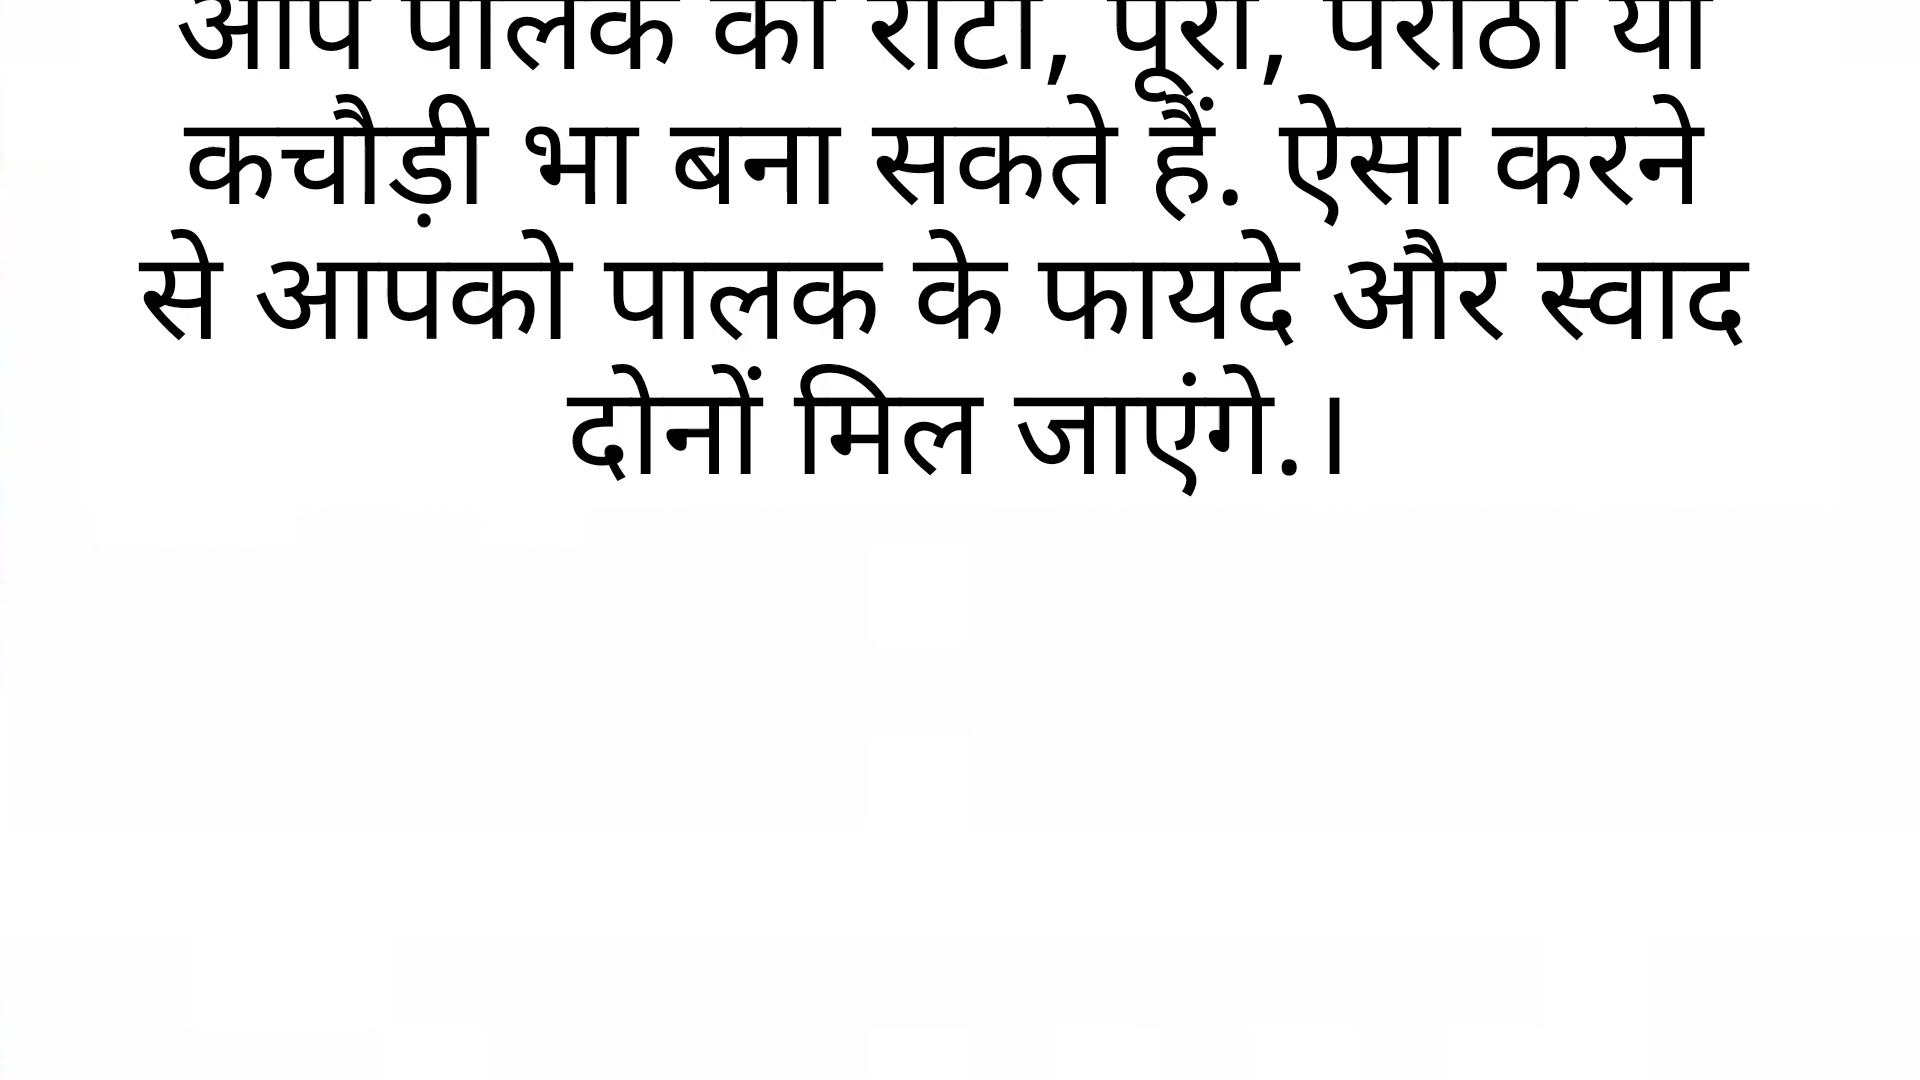 आप पालक की रोटी, पूरी, पराठा या
कचौड़ी भा बना सकते हैं. ऐसा करने
से आपको पालक के फायदे और स्वाद
दोनों मिल जाएंगे.।